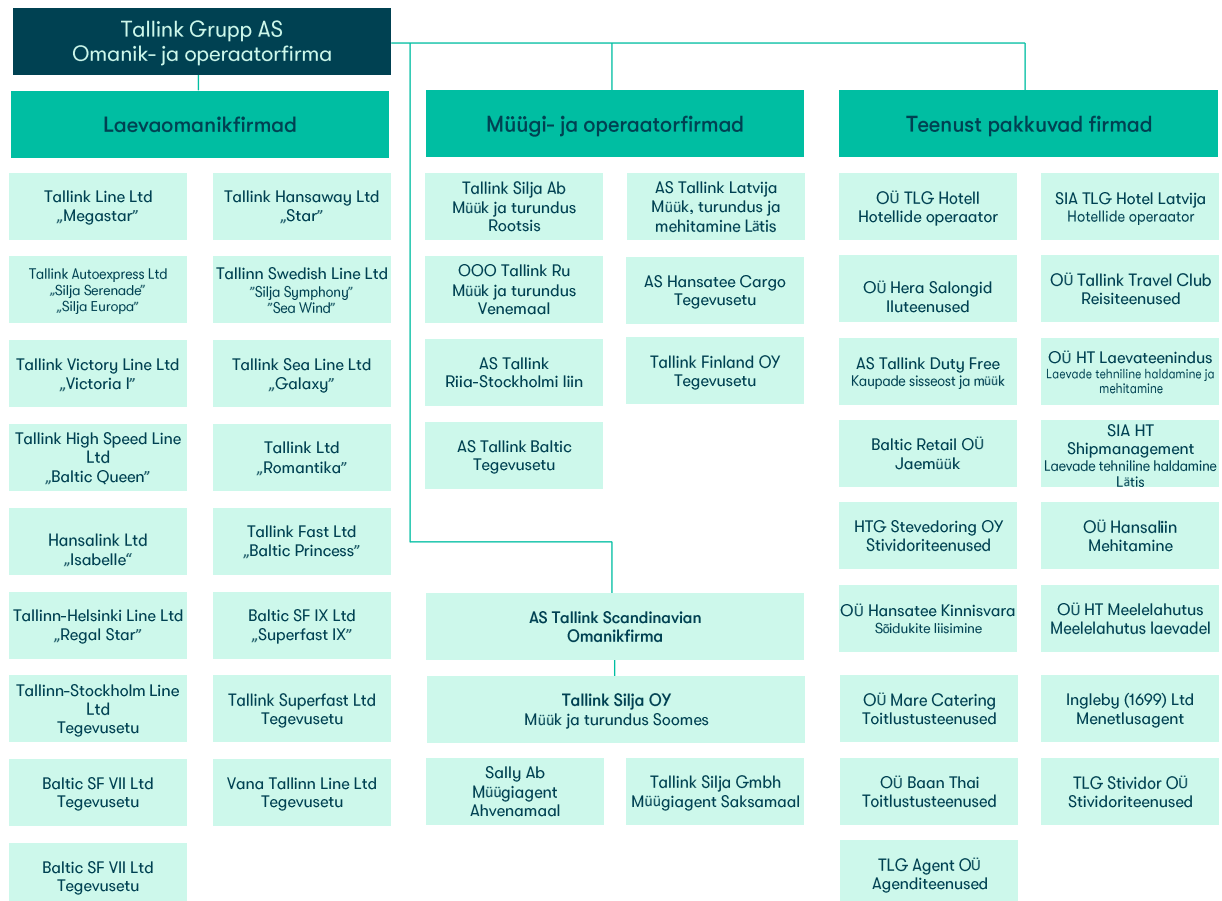 Tallink Grupp AS
Omanik- ja operaatorfirma
Laevaomanikfirmad
Tallink Line Ltd
„Megastar”
Tallink Hansaway Ltd
„Star”
Tallink Autoexpress Ltd
„Silja Serenade”
„Silja Europa”
Tallinn Swedish Line Ltd
”Silja Symphony”
”Sea Wind”
Tallink Victory Line Ltd
„Victoria I”
Tallink Sea Line Ltd
„Galaxy”
Tallink High Speed Line
Ltd
„Baltic Queen”
Tallink Ltd
„Romantika”
Hansalink Ltd
„Isabelle“
Tallink Fast Ltd
„Baltic Princess”
Tallinn-Helsinki Line Ltd
„Regal Star”
Baltic SF IX Ltd
„Superfast IX”
Tallinn-Stockholm Line
Ltd
Tegevusetu
Tallink Superfast Ltd
Tegevusetu
Baltic SF VII Ltd
Tegevusetu
Vana Tallinn Line Ltd
Tegevusetu
Baltic SF VII Ltd
Tegevusetu
Müügi- ja operaatorfirmad
Tallink Silja Ab
Müük ja turundus
Rootsis
AS Tallink Latvija
Müük, turundus ja
mehitamine Lätis
OOO Tallink Ru
Müük ja turundus
Venemaal
AS Hansatee Cargo
Tegevusetu
AS Tallink
Riia-Stockholmi liin
Tallink Finland OY
Tegevusetu
AS Tallink Baltic
Tegevusetu
AS Tallink Scandinavian
Omanikfirma
Tallink Silja OY
Müük ja turundus Soomes
Sally Ab
Müügiagent
Ahvenamaal
Tallink Silja Gmbh
Müügiagent Saksamaal
Teenust pakkuvad firmad
OÜ TLG Hotell
Hotellide operaator
SIA TLG Hotel Latvija
Hotellide operaator
OÜ Hera Salongid
Iluteenused
OÜ Tallink Travel Club
Reisiteenused
AS Tallink Duty Free
Kaupade sisseost ja müük
OÜ HT Laevateenindus
Laevade tehniline haldamine ja
mehitamine
Baltic Retail OÜ
Jaemüük
SIA HT
Shipmanagement
Laevade tehniline haldamine
Lätis
HTG Stevedoring OY
Stividoriteenused
OÜ Hansaliin
Mehitamine
OÜ Hansatee Kinnisvara
Sõidukite liisimine
OÜ HT Meelelahutus
Meelelahutus laevadel
OÜ Mare Catering
Toitlustusteenused
Ingleby (1699) Ltd
Menetlusagent
OÜ Baan Thai
Toitlustusteenused
TLG Stividor OÜ
Stividoriteenused
TLG Agent OÜ
Agenditeenused